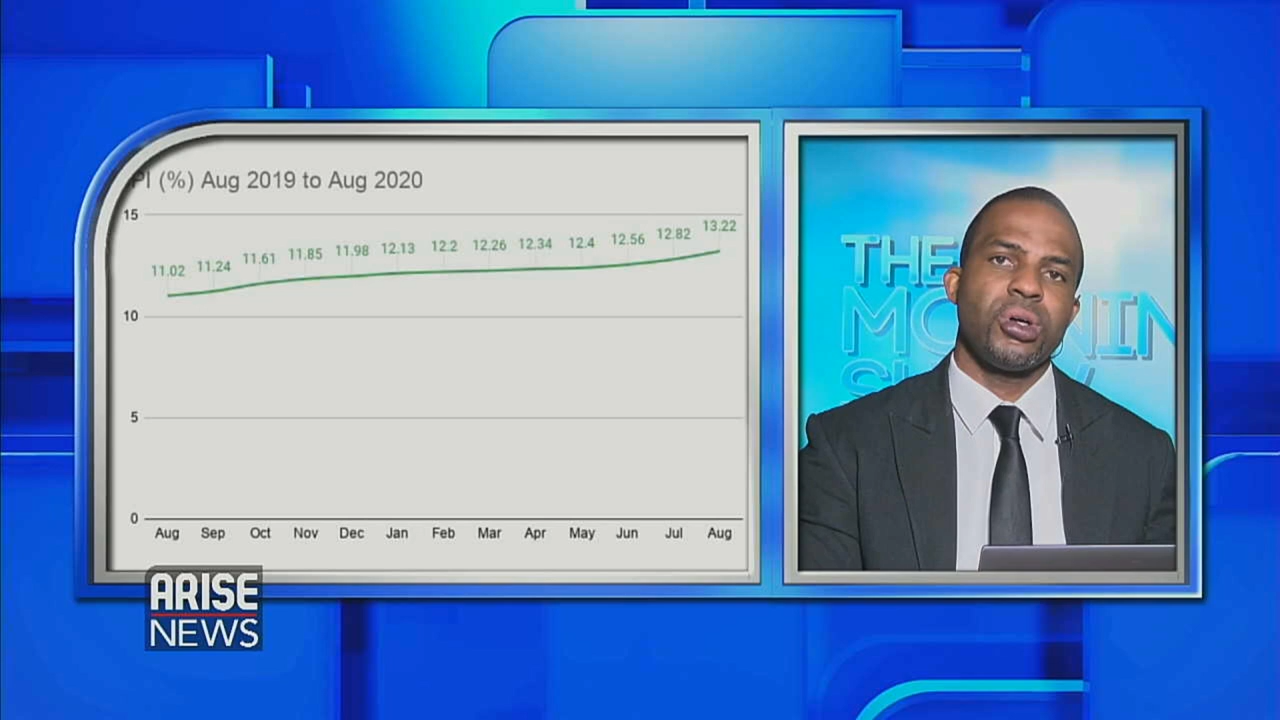 PI (%) Aug 2019 to Aug 2020
15
11.02 11.24 11.61 11.85 11.98 12.13 12.2 12.26 12.34 12.4 12.56 12.82 13.22
10
5
0
Aug Sep Oct Nov Dec Jan Feb Mar Apr May Jun Jul Aug
THE
MO NIN
ARISE
NEWS